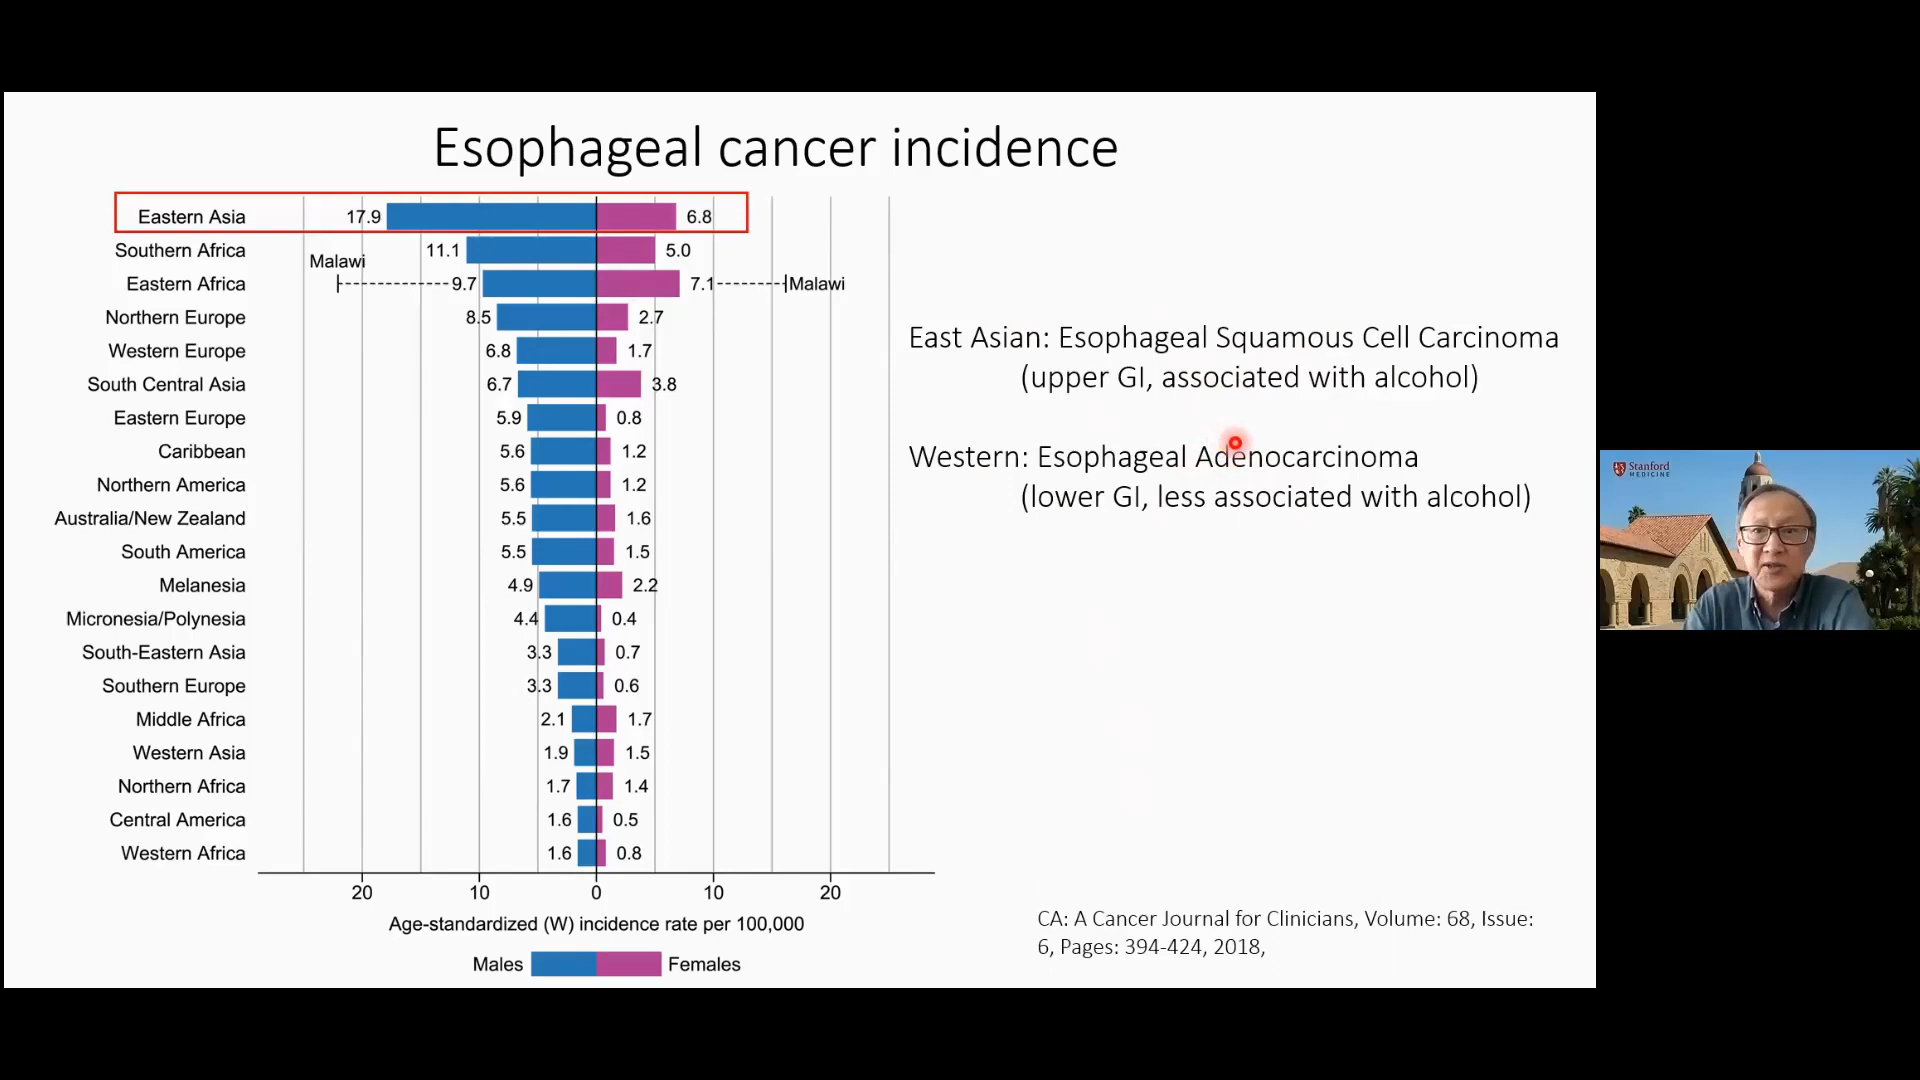 Esophageal cancer incidence
Eastern Asia 17.9 6.8
Southern Africa 11.1 5.0
Malawi
Eastern Africa 9.7 7.1 Malawi
Northern Europe 8.5 2.7
Western Europe 6.8 1.7
South Central Asia 6.7 3.8
Eastern Europe 5.9 0.8
Caribbean 5.6 1.2
Northern America 5.6 1.2
Australia/New Zealand 5.5 1.6
South America 5.5 1.5
Melanesia 4.9 2.2
Micronesia/Polynesia 4.4 0.4
South-Eastern Asia 3.3 0.7
Southern Europe 3.3 0.6
Middle Africa 2.1 1.7
Western Asia 1.9 1.5
Northern Africa 1.7 1.4
Central America 1.6 0.5
Western Africa 1.6 0.8
20 10 0 10 20
Age-standardized (W) incidence rate per 100,000
Males Females
East Asian: Esophageal Squamous Cell Carcinoma
(upper GI, associated with alcohol)
Western: Esophageal Adenocarcinoma
(lower GI, less associated with alcohol)
CA: A Cancer Journal for Clinicians, Volume: 68, Issue:
6, Pages: 394-424, 2018,
Stanford
MEDICINE